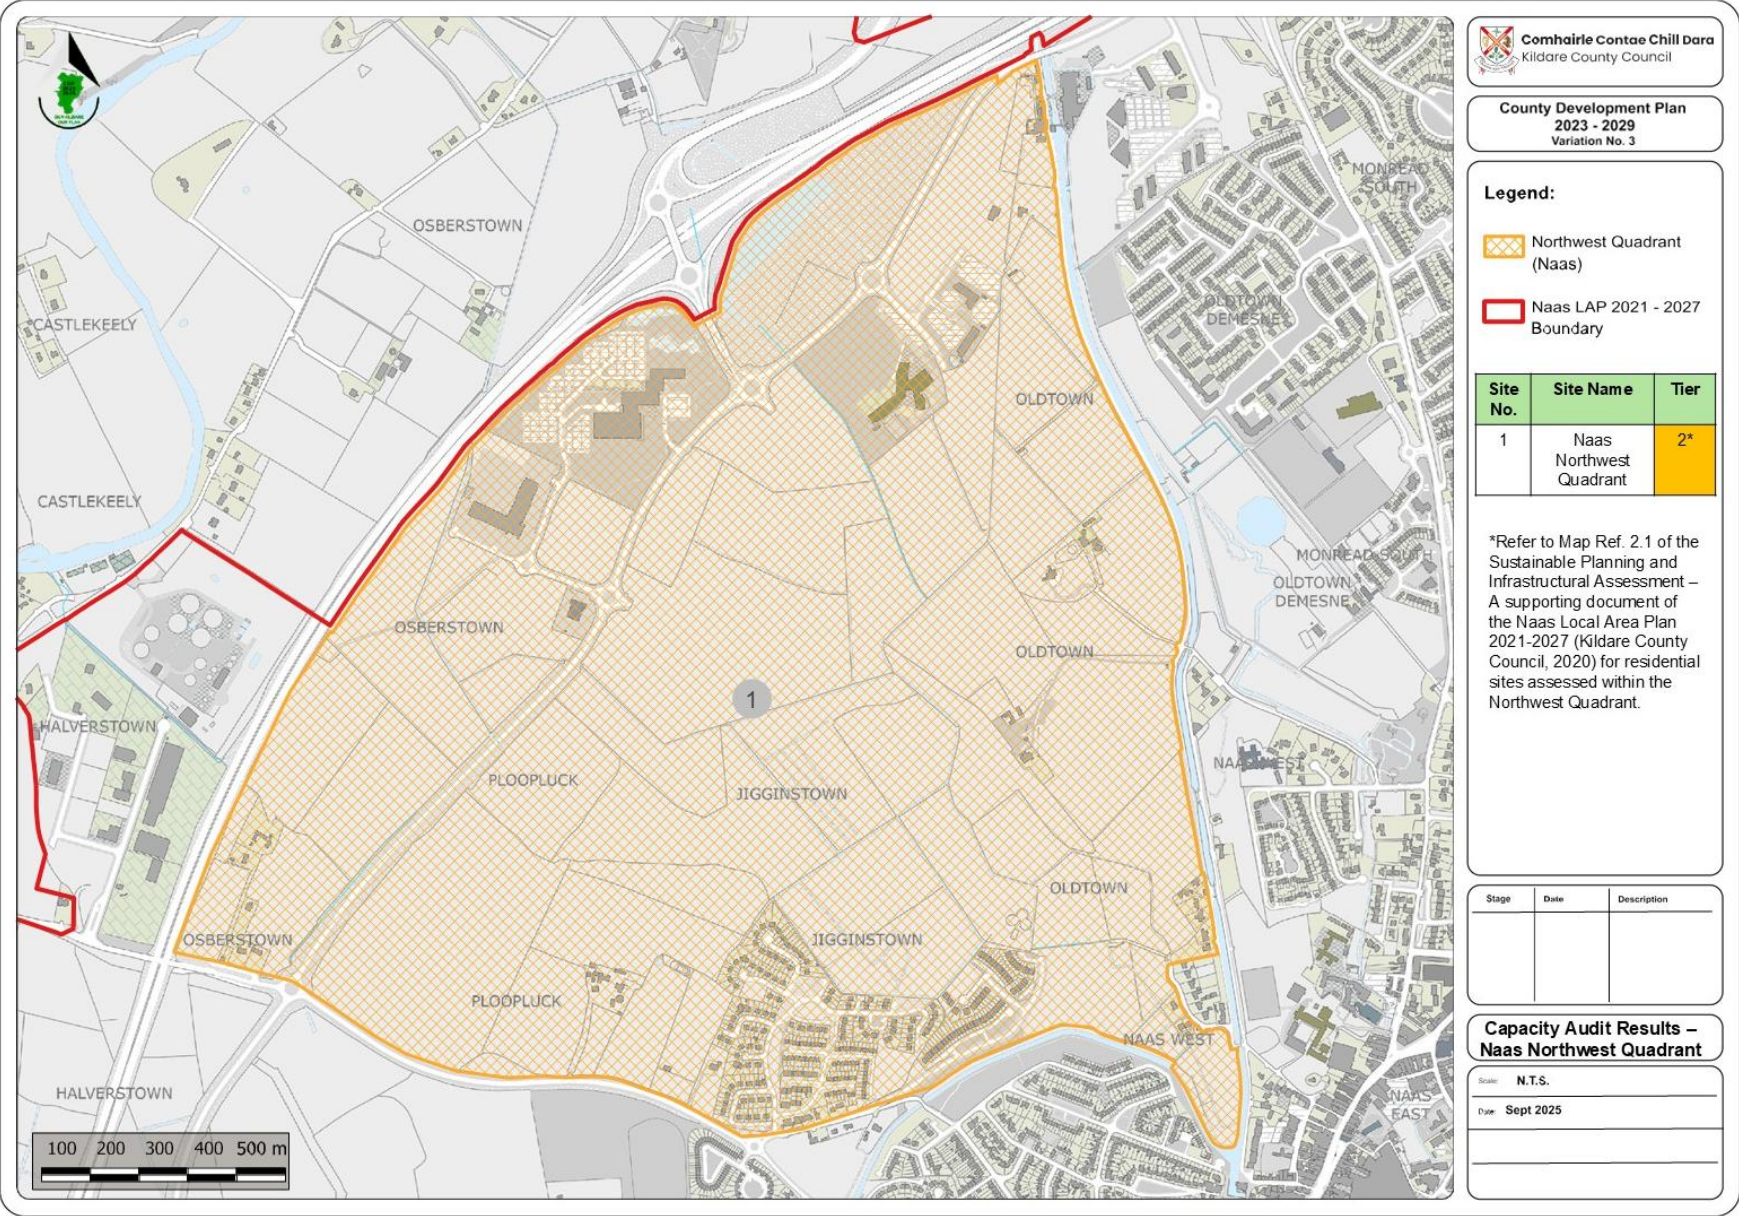 Comhairle Contae Chill Dara
Kildare County Council
County Development Plan
2023 - 2029
Variation No. 3
Legend:
Northwest Quadrant
(Naas)
Naas LAP 2021 - 2027
Boundary
Site No.
Site Name
Tier
1
Naas
Northwest
Quadrant
2*
*Refer to Map Ref. 2.1 of the
Sustainable Planning and
Infrastructural Assessment –
A supporting document of
the Naas Local Area Plan
2021-2027 (Kildare County
Council, 2020) for residential
sites assessed within the
Northwest Quadrant.
Stage
Date
Description
Capacity Audit Results –
Naas Northwest Quadrant
Scale: N.T.S.
Date: Sept 2025
OSBERSTOWN
MONREAD
SOUTH
CASTLEKEELY
OLDTOWN
DEMESNE
OLDTOWN
CASTLEKEELY
MONREAD SOUTH
OLDTOWN
DEMESNE
OSBERSTOWN
OLDTOWN
1
HALVERSTOWN
NAAS WEST
PLOOPLUCK
JIGGINSTOWN
OLDTOWN
OSBERSTOWN
JIGGINSTOWN
PLOOPLUCK
NAAS WEST
HALVERSTOWN
NAAS
EAST
100 200 300 400 500 m